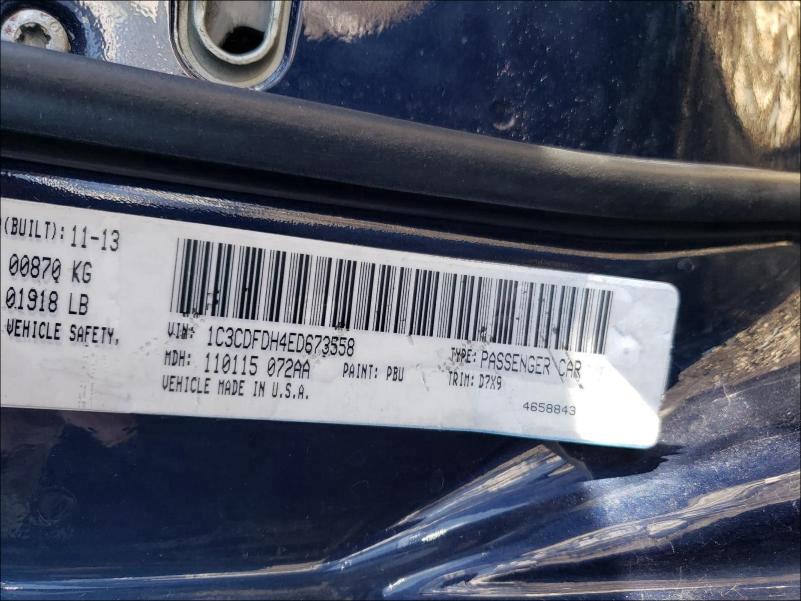 (BUILT): 11-13
00870 KG
01918 LB
VEHICLE SAFETY,
VIN: 1C3CDFDH4ED673558
TYPE: PASSENGER CAR
MDH: 110115 072AA PAINT: PBU TRIM: D7X9
VEHICLE MADE IN U.S.A.
4658843